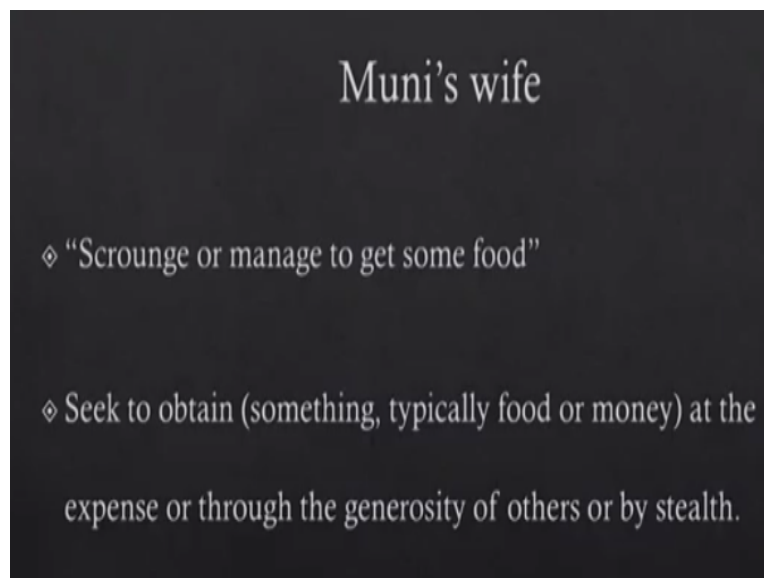 Muni’s wife
“Scrounge or manage to get some food”
Seek to obtain (something, typically food or money) at the
expense or through the generosity of others or by stealth.